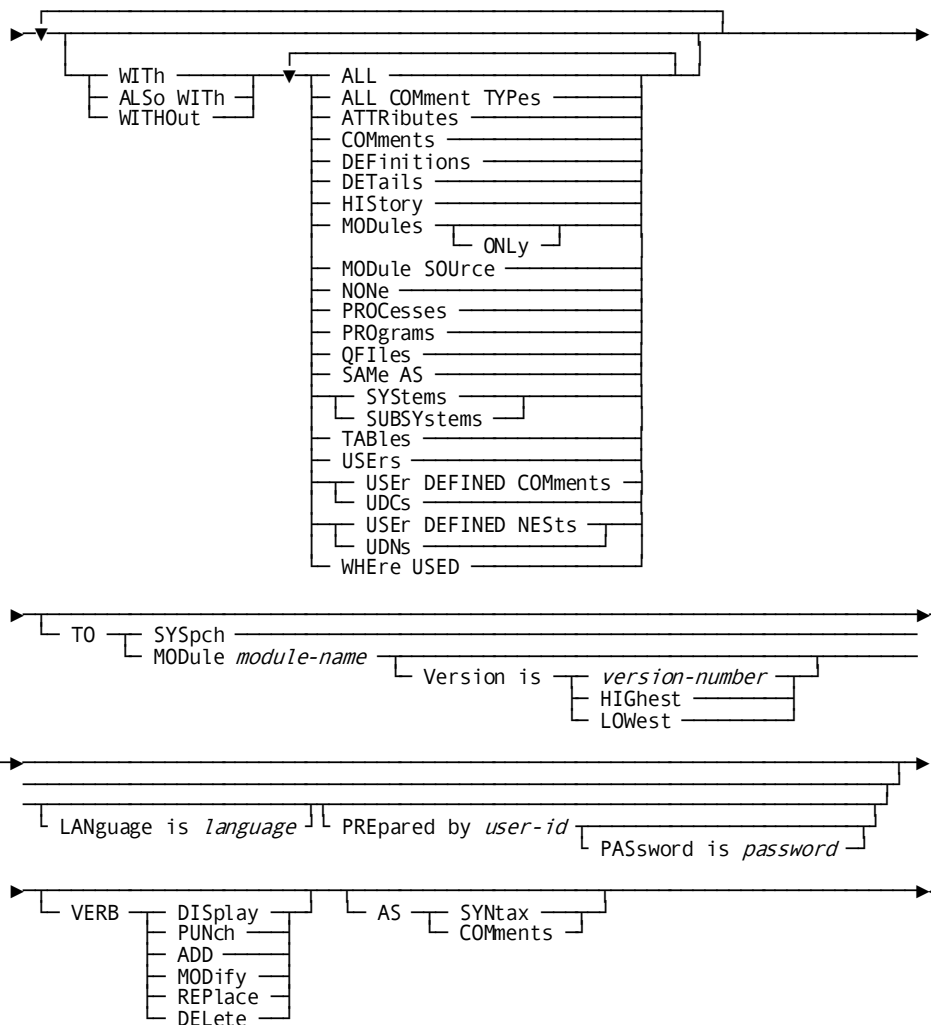 WITh
ALSo WITh
WITHOut
ALL
ALL COMment TYPes
ATTRibutes
COMments
DEFinitions
DETails
HIStory
MODules
ONLy
MODule SOUrce
NONe
PROCesses
PROgrams
QFIles
SAMe AS
SYStems
SUBSYstems
TABles
USErs
USEr DEFINED COMments
UDCs
USEr DEFINED NESts
UDNs
WHEre USED
TO SYSpch
MODule module-name
Version is version-number
HIGhest
LOWest
LANguage is language PREpared by user-id
PASsword is password
VERB DISplay AS SYNtax
PUNch COMments
ADD
MODify
REPlace
DELete